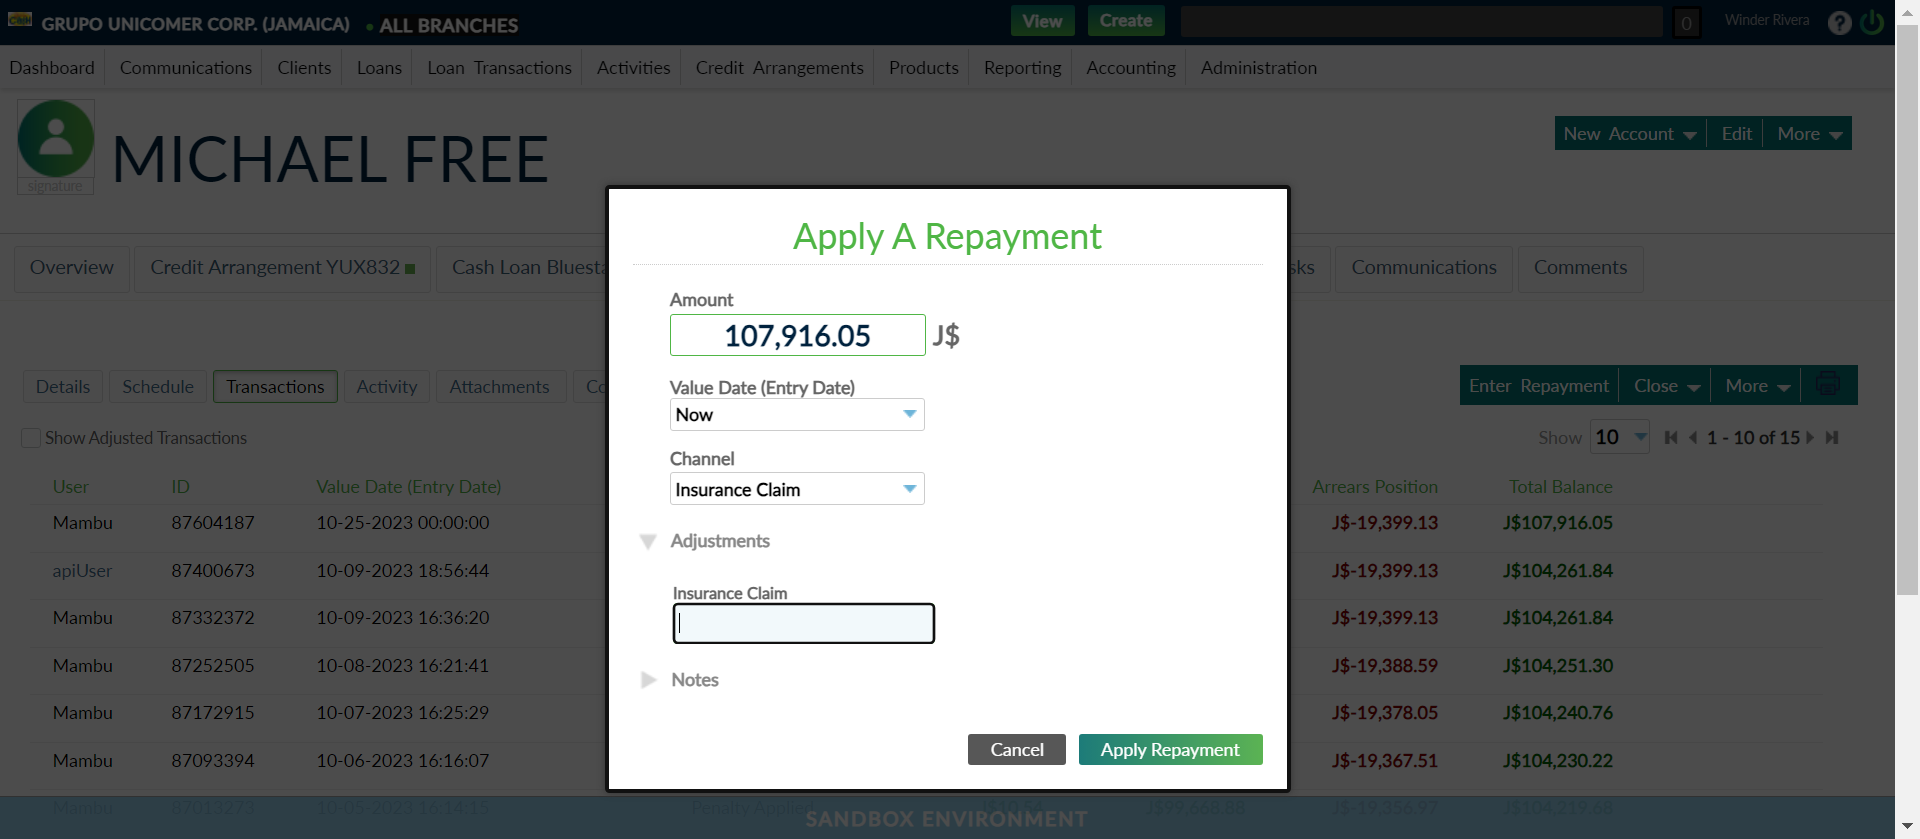 GRUPO UNICOMER CORP. (JAMAICA) ALL BRANCHES View Create 0 Winder Rivera ?
Dashboard Communications Clients Loans Loan Transactions Activities Credit Arrangements Products Reporting Accounting Administration
MICHAEL FREE
signature
New Account Edit More
Overview Credit Arrangement YUX832 Cash Loan Bluesta sks Communications Comments
Details Schedule Transactions Activity Attachments Co
Enter Repayment Close More
Show Adjusted Transactions
Show 10 1 - 10 of 15
User ID Value Date (Entry Date) Arrears Position Total Balance
Mambu 87604187 10-25-2023 00:00:00 J$-19,399.13 J$107,916.05
apiUser 87400673 10-09-2023 18:56:44 J$-19,399.13 J$104,261.84
Mambu 87332372 10-09-2023 16:36:20 J$-19,399.13 J$104,261.84
Mambu 87252505 10-08-2023 16:21:41 J$-19,388.59 J$104,251.30
Mambu 87172915 10-07-2023 16:25:29 J$-19,378.05 J$104,240.76
Mambu 87093394 10-06-2023 16:16:07 J$-19,367.51 J$104,230.22
Mambu 87013273 10-05-2023 16:14:15 Penalty Applied J$10.54 J$99,668.88 J$-19,356.97 J$104,219.68
Apply A Repayment
Amount
107,916.05 J$
Value Date (Entry Date)
Now
Channel
Insurance Claim
Adjustments
Insurance Claim
Notes
Cancel Apply Repayment
SANDBOX ENVIRONMENT